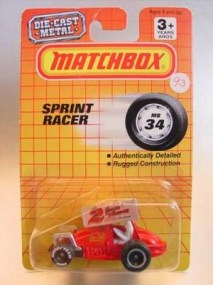 Ages 3 and up
DIE-CAST
METAL
3+
YEARS
ANOS
MATCHBOX
93
SPRINT
RACER
MB
34
• Authentically Detailed
• Rugged Construction
2